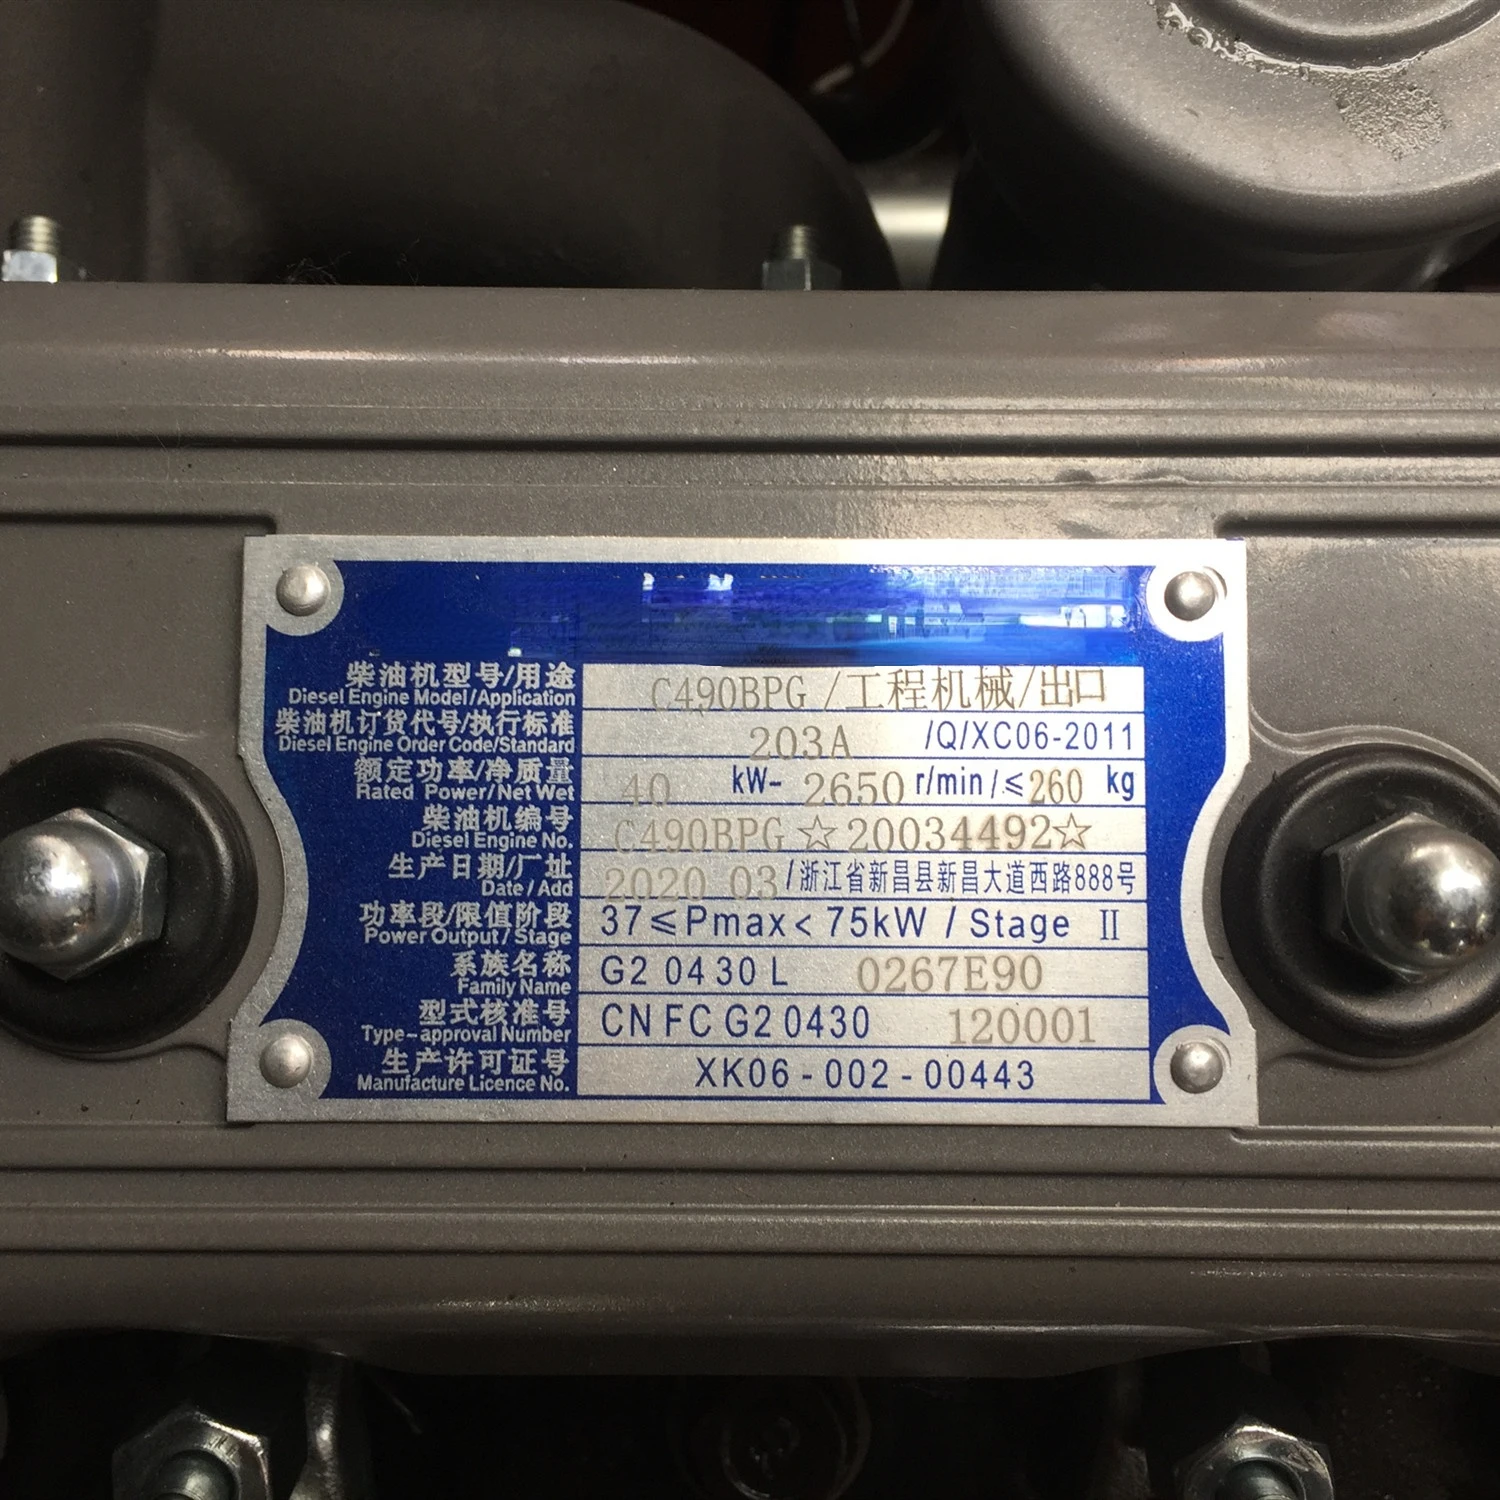 柴油机型号/用途 C490BPG /工程机械/出口
Diesel Engine Model/Application
柴油机订货代号/执行标准 203A /Q/XC06-2011
Diesel Engine Order Code/Standard
额定功率/净质量 40 kW- 2650 r/min/≤260 kg
Rated Power/Net Wet
柴油机编号 C490BPG☆20034492☆
Diesel Engine No.
生产日期/厂址 2020 03 /浙江省新昌县新昌大道西路888号
Date/Add
功率段/限值阶段 37≤Pmax<75kW / Stage II
Power Output/Stage
系族名称 G2 04 30 L 0267E90
Family Name
型式核准号 CN FC G2 0430 120001
Type-approval Number
生产许可证号 XK06-002-00443
Manufacture Licence No.